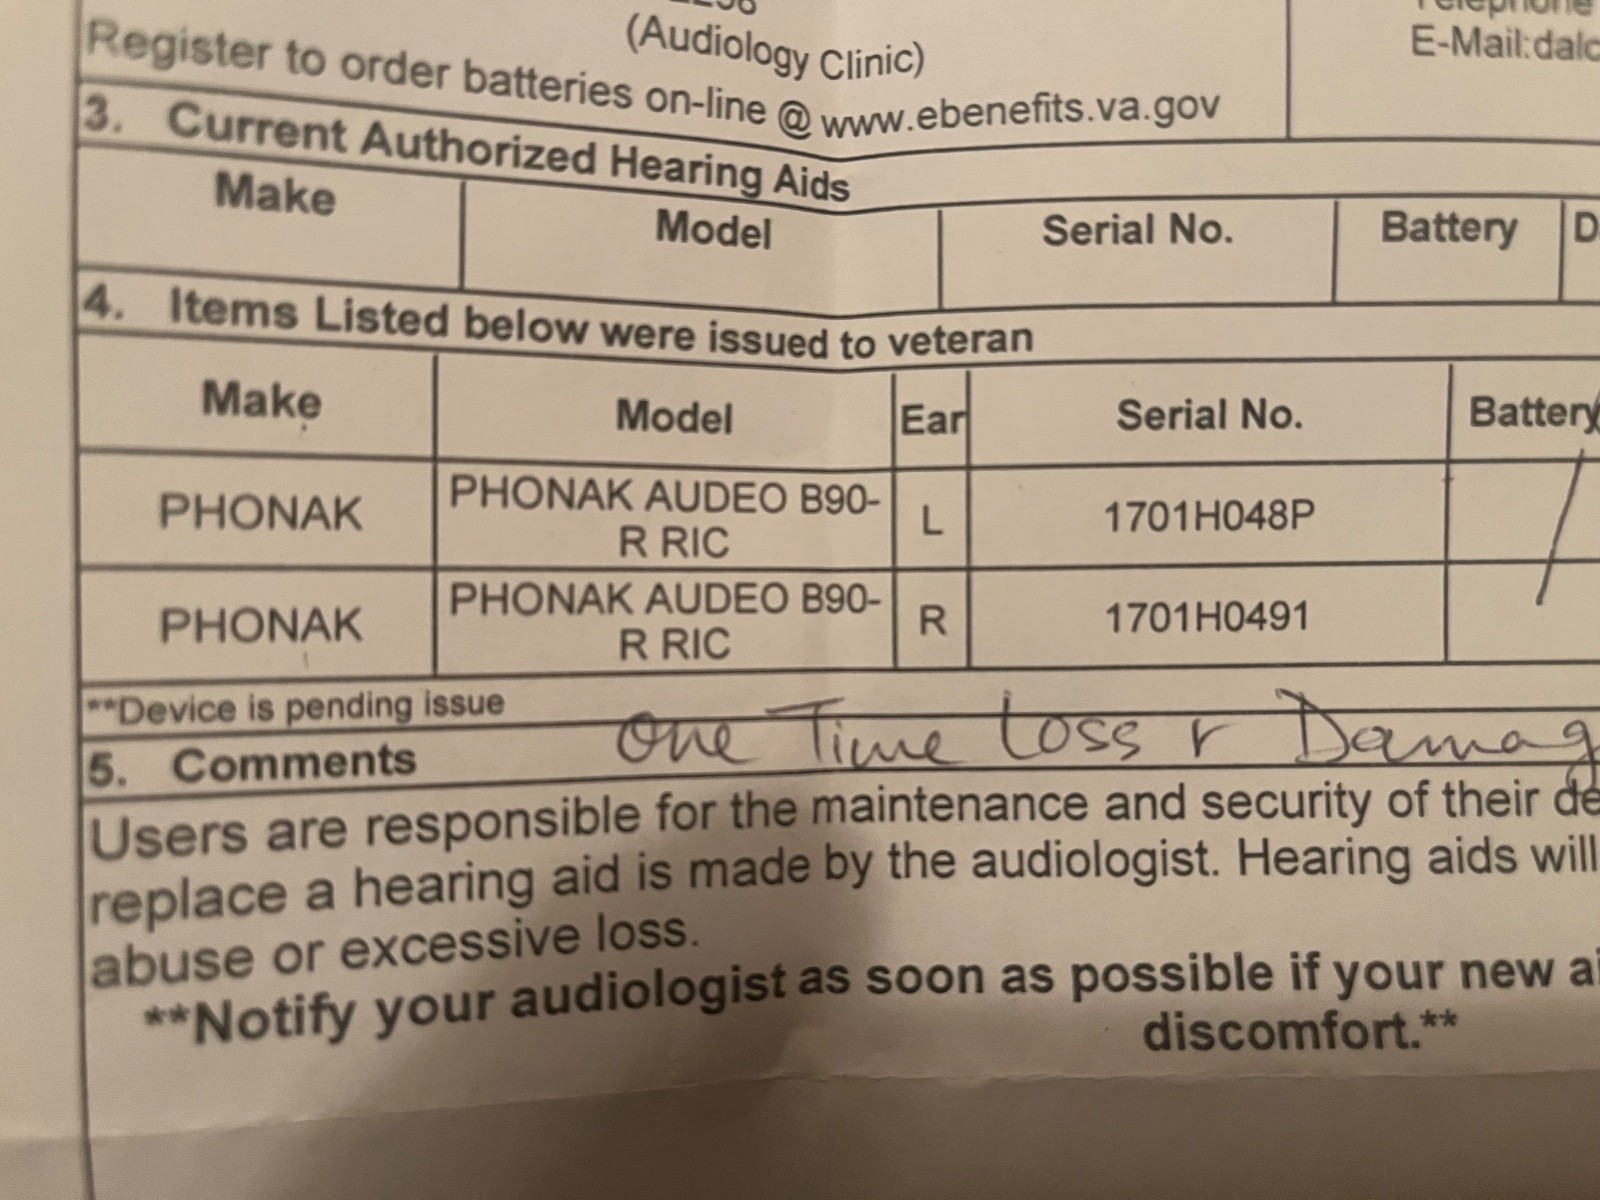 (Audiology Clinic)
E-Mail:dalc
Register to order batteries on-line @ www.ebenefits.va.gov
3. Current Authorized Hearing Aids
Make Model Serial No. Battery D
4. Items Listed below were issued to veteran
Make Model Ear Serial No. Battery
PHONAK PHONAK AUDEO B90-R RIC L 1701H048P
PHONAK PHONAK AUDEO B90-R RIC R 1701H0491
**Device is pending issue
5. Comments One Time Loss r Damag
Users are responsible for the maintenance and security of their de
replace a hearing aid is made by the audiologist. Hearing aids will
abuse or excessive loss.
**Notify your audiologist as soon as possible if your new ai
discomfort.**